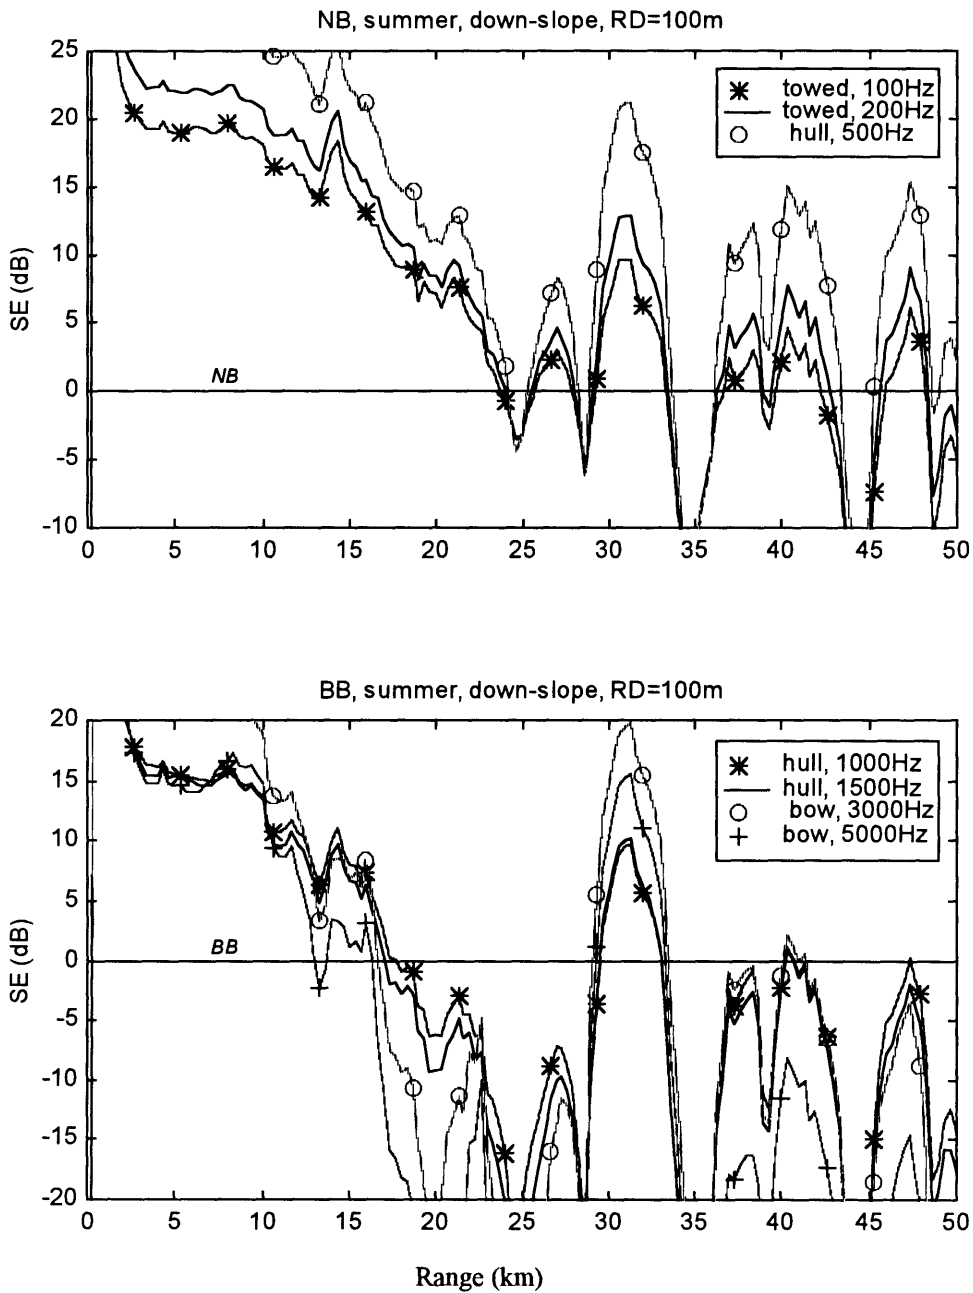 NB, summer, down-slope, RD=100m
25
20
15
10
5
0
-5
-10
SE (dB)
NB
towed, 100Hz
towed, 200Hz
hull, 500Hz
0 5 10 15 20 25 30 35 40 45 50
BB, summer, down-slope, RD=100m
20
15
10
5
0
-5
-10
-15
-20
SE (dB)
BB
hull, 1000Hz
hull, 1500Hz
bow, 3000Hz
bow, 5000Hz
0 5 10 15 20 25 30 35 40 45 50
Range (km)